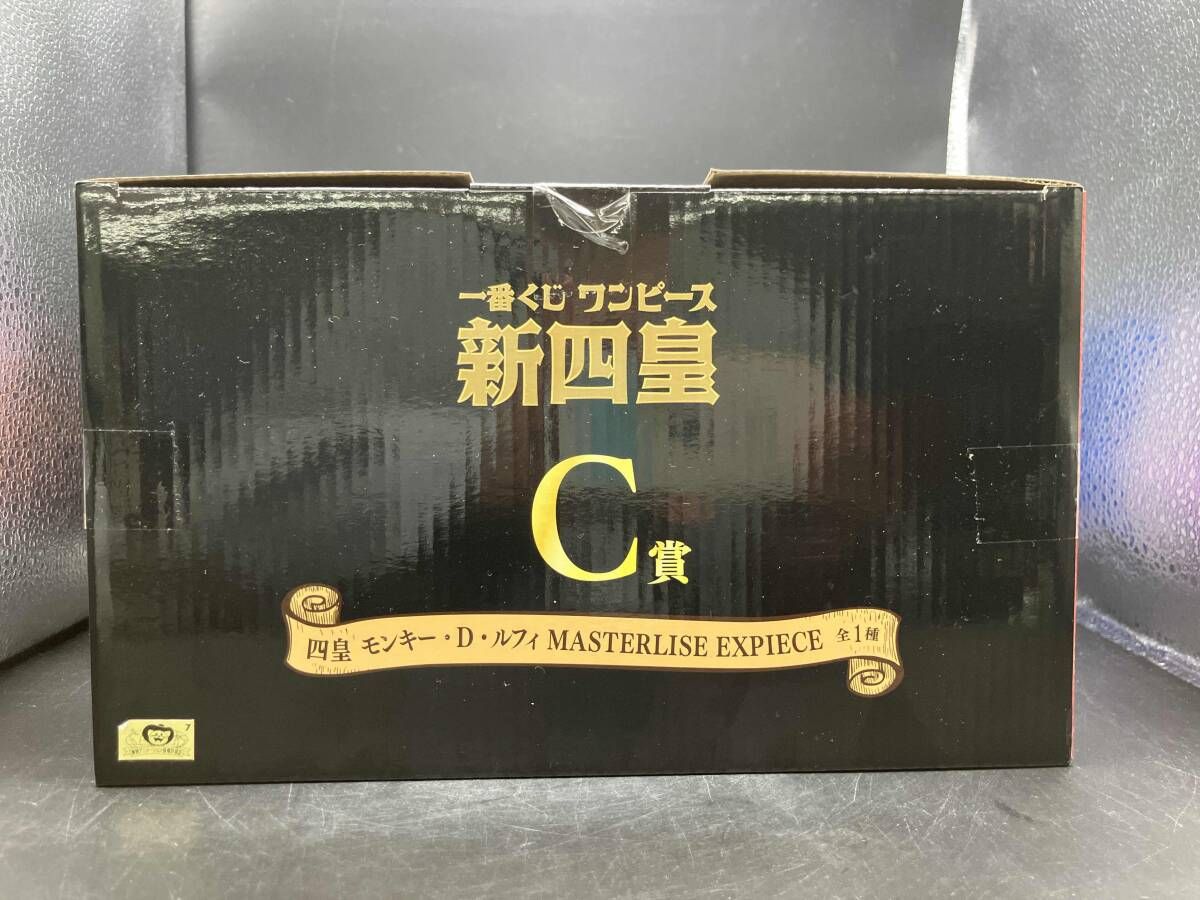 一番くじ ワンピース
新四皇
C賞
四皇 モンキー・D・ルフィ MASTERLISE EXPIECE 全1種
7